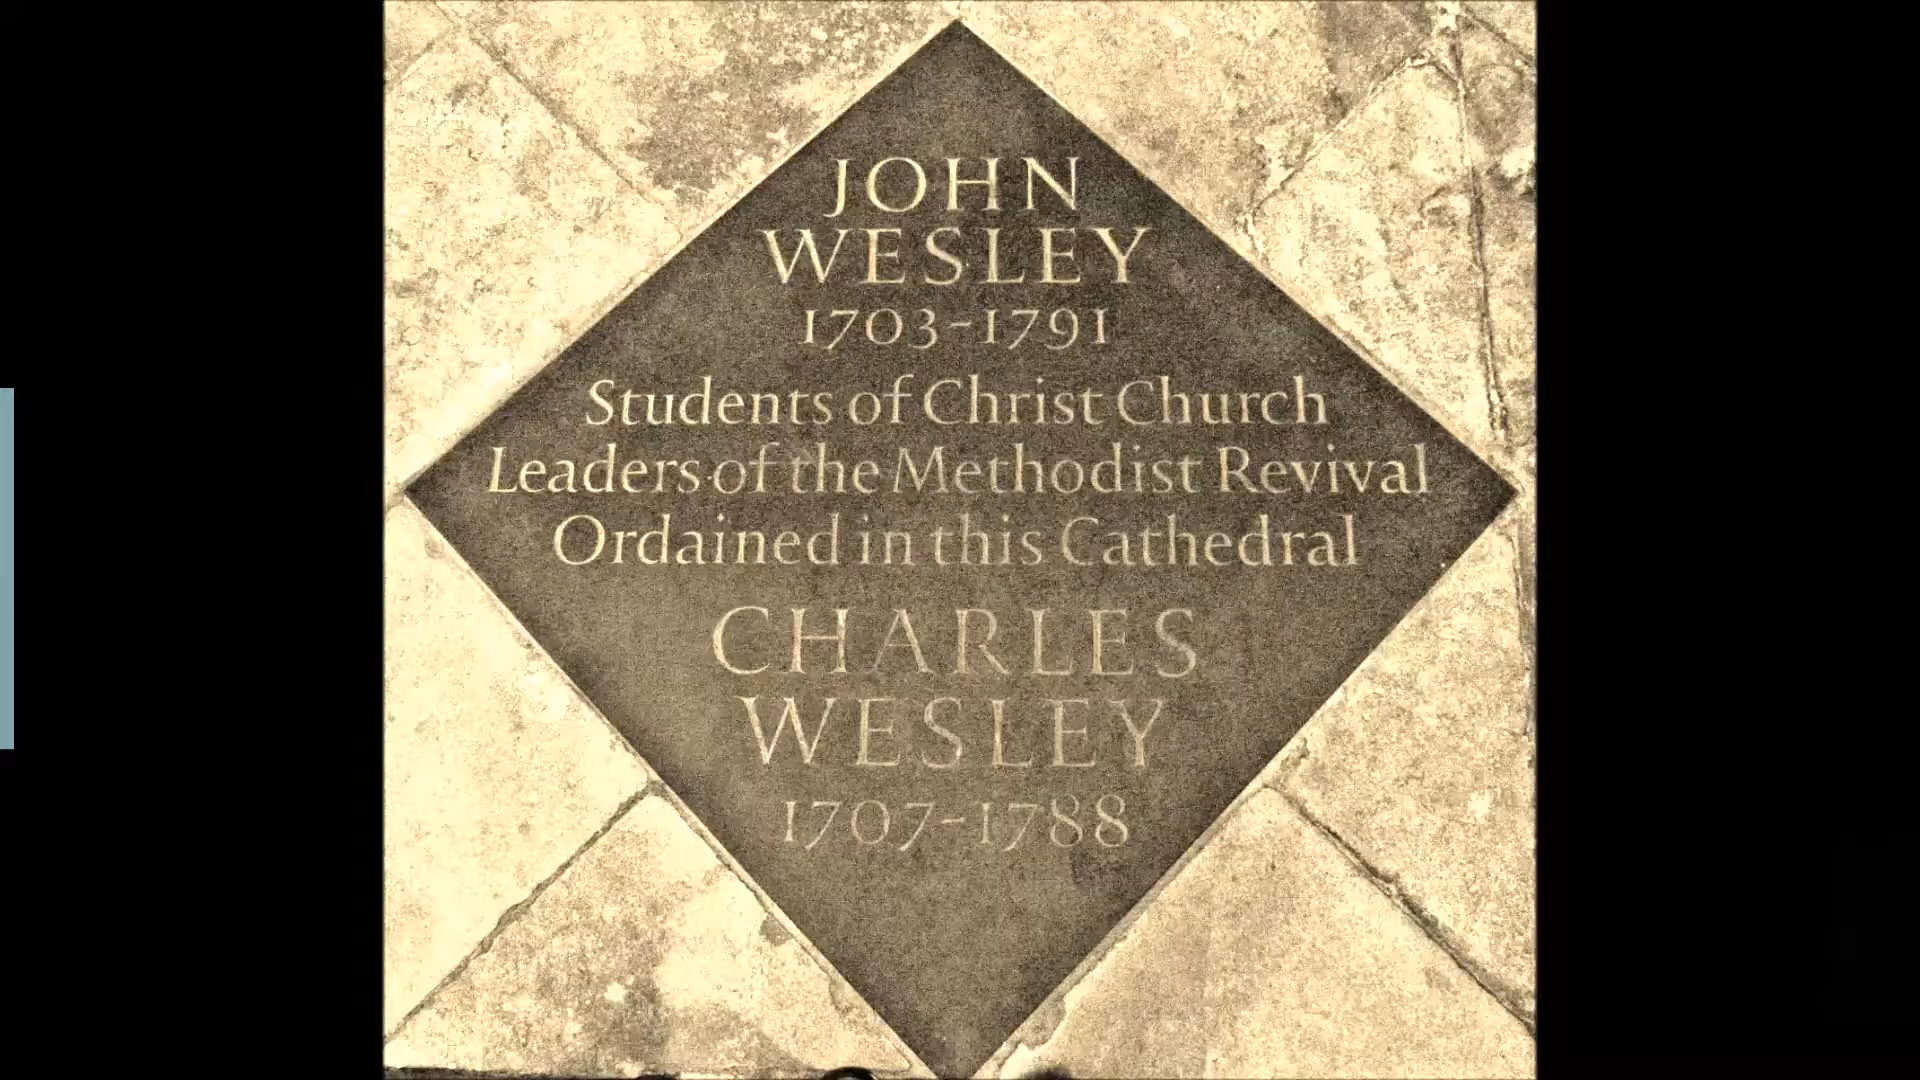 JOHN
WESLEY
1703-1791
Students of Christ Church
Leaders of the Methodist Revival
Ordained in this Cathedral
CHARLES
WESLEY
1707-1788